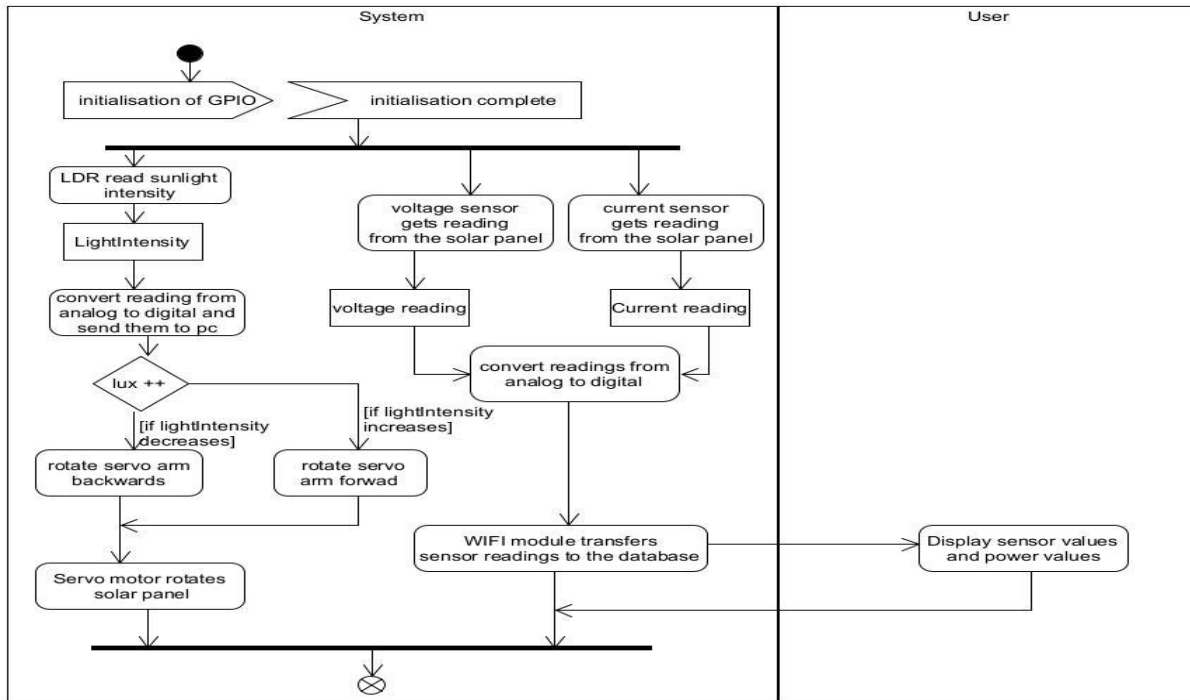 System
User
initialisation of GPIO
initialisation complete
LDR read sunlight
intensity
LightIntensity
convert reading from
analog to digital and
send them to pc
lux ++
[if lightIntensity
decreases]
[if lightIntensity
increases]
rotate servo arm
backwards
rotate servo
arm forwad
Servo motor rotates
solar panel
voltage sensor
gets reading
from the solar panel
current sensor
gets reading
from the solar panel
voltage reading
Current reading
convert readings from
analog to digital
WIFI module transfers
sensor readings to the database
Display sensor values
and power values